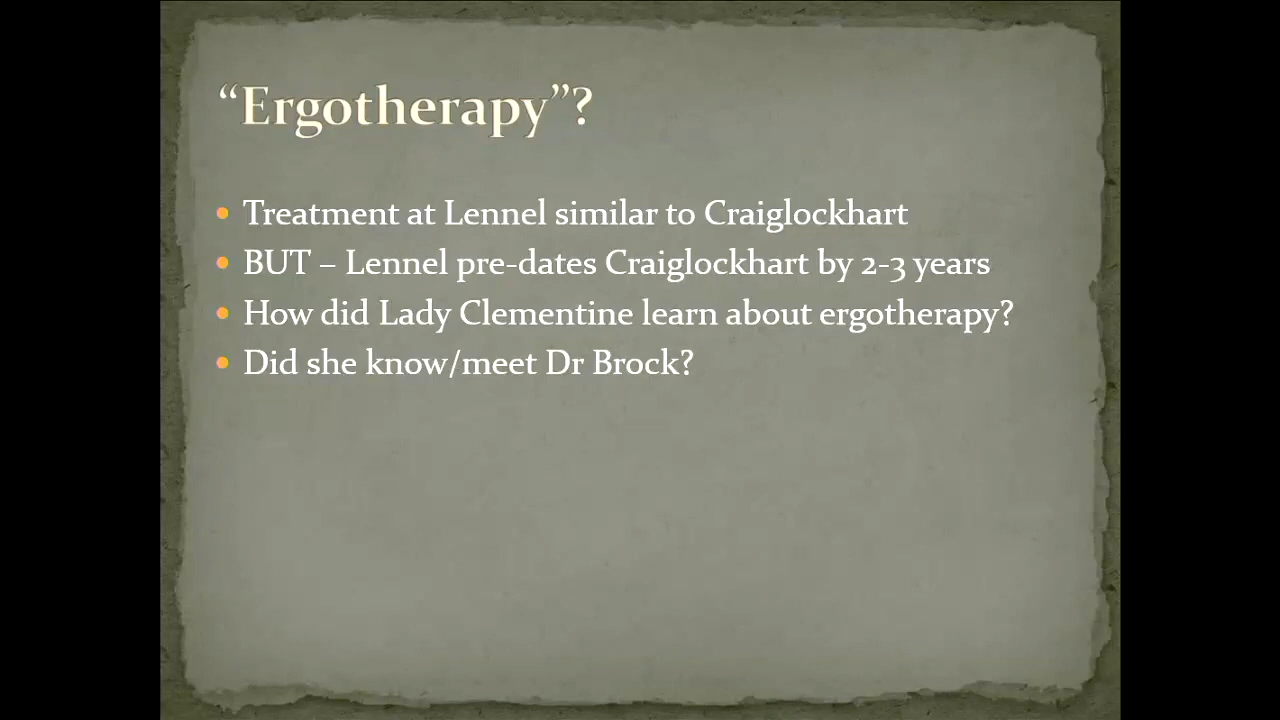 “Ergotherapy”?
• Treatment at Lennel similar to Craiglockhart
• BUT – Lennel pre-dates Craiglockhart by 2-3 years
• How did Lady Clementine learn about ergotherapy?
• Did she know/meet Dr Brock?